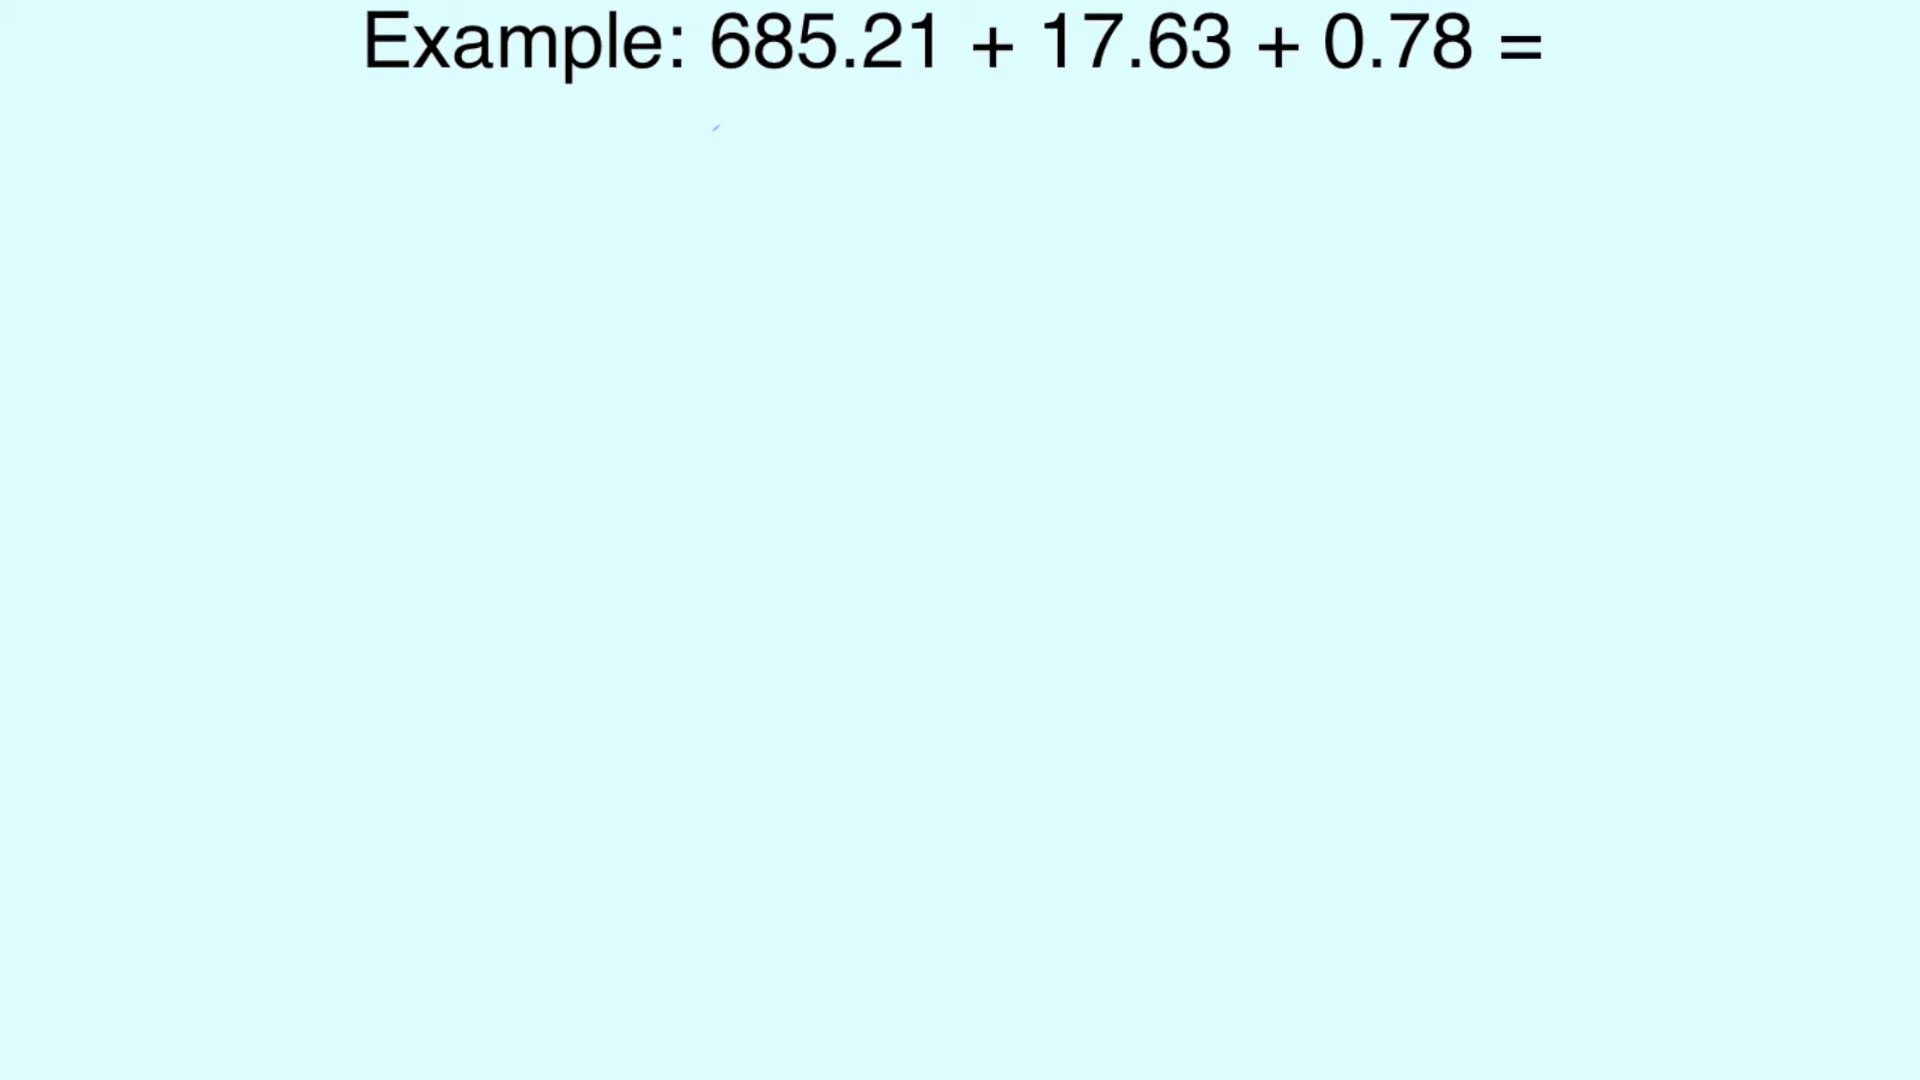 Example: 685.21 + 17.63 + 0.78 =